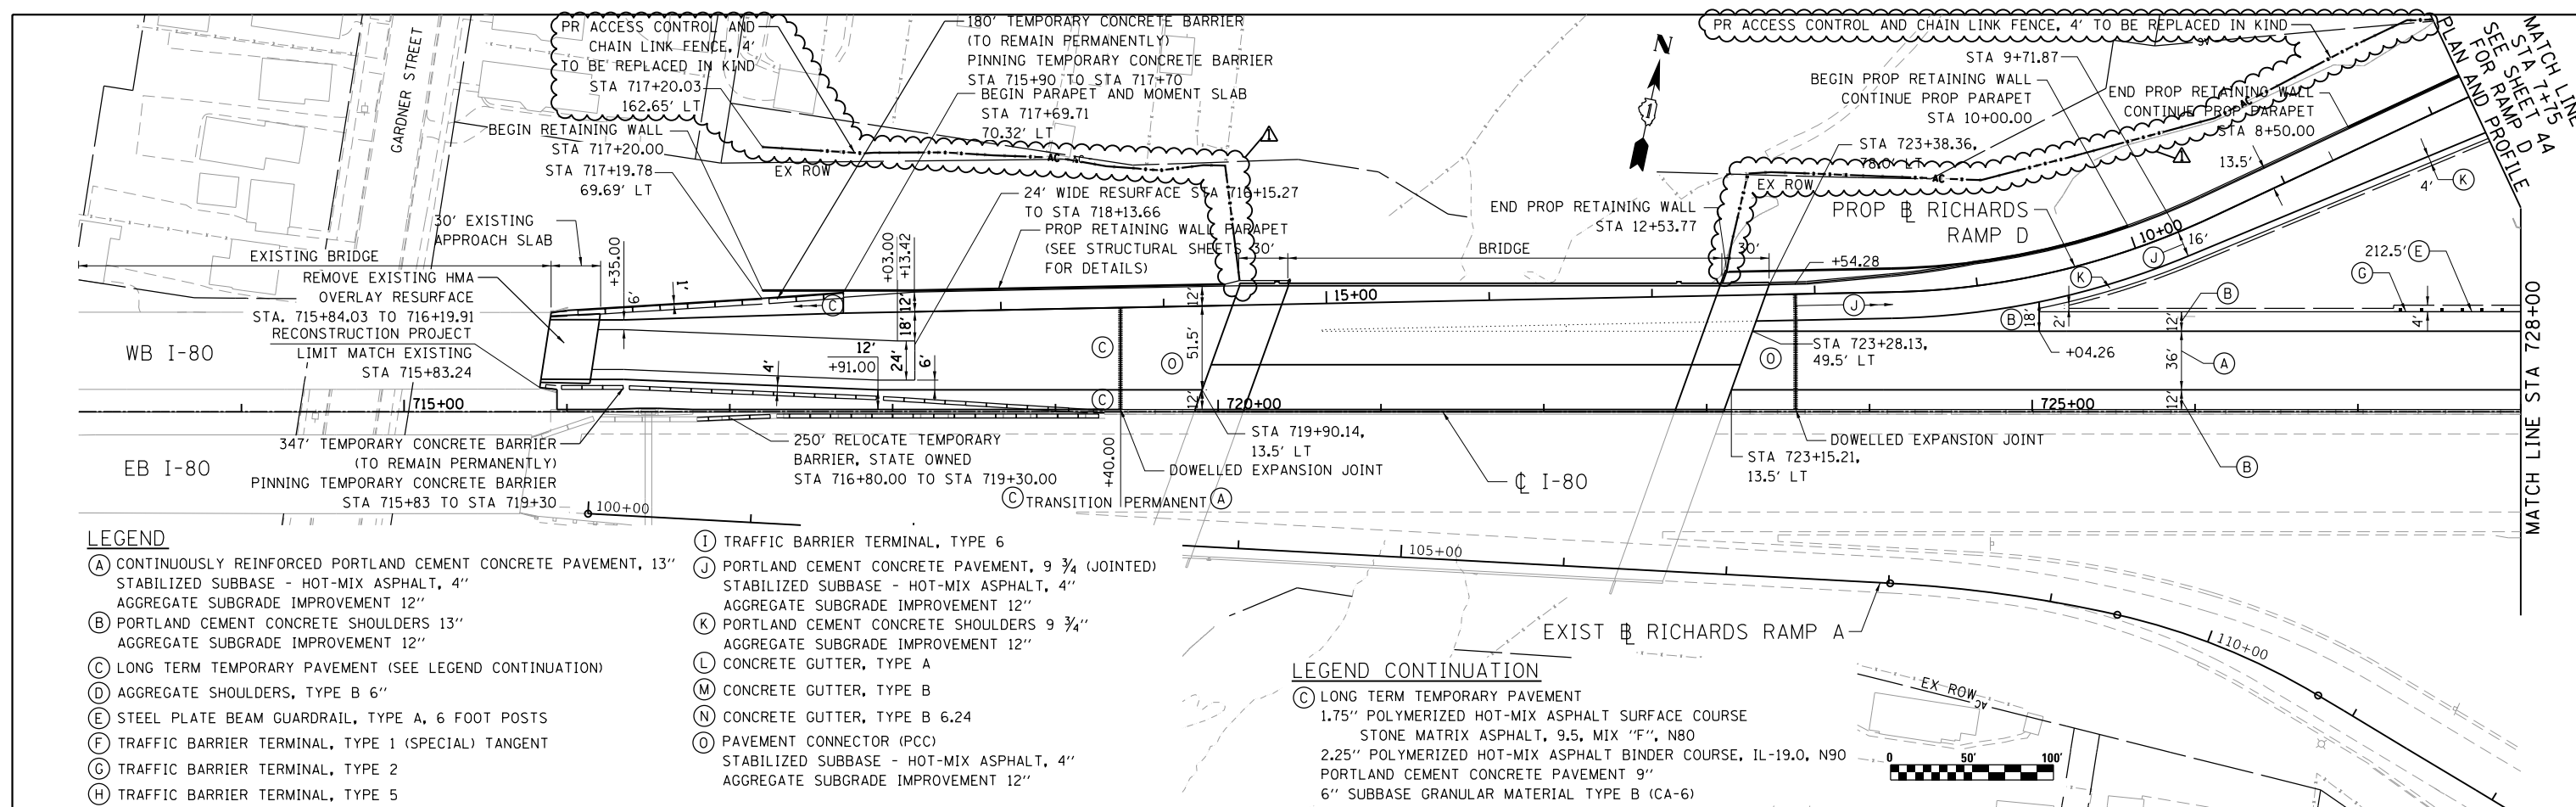 PR ACCESS CONTROL AND
CHAIN LINK FENCE, 4'
TO BE REPLACED IN KIND
STA 717+20.03
162.65' LT
180' TEMPORARY CONCRETE BARRIER
(TO REMAIN PERMANENTLY)
PINNING TEMPORARY CONCRETE BARRIER
STA 715+90 TO STA 717+70
BEGIN PARAPET AND MOMENT SLAB
STA 717+69.71
70.32' LT
BEGIN RETAINING WALL
STA 717+20.00
STA 717+19.78
69.69' LT
GARDNER STREET
EX ROW
AC AC
1
N
1
PR ACCESS CONTROL AND CHAIN LINK FENCE, 4' TO BE REPLACED IN KIND
AC
STA 9+71.87
BEGIN PROP RETAINING WALL
CONTINUE PROP PARAPET
STA 10+00.00
END PROP RETAINING WALL
CONTINUE PROP PARAPET
STA 8+50.00
AC
1
MATCH LINE
STA 7+75
SEE SHEET 44
FOR RAMP D
PLAN AND PROFILE
STA 723+38.36,
78.0' LT
AC
EX ROW
13.5'
4'
K
END PROP RETAINING WALL
STA 12+53.77
PROP BL RICHARDS
RAMP D
10+00
16'
J
K
212.5' E
G
B
30' EXISTING
APPROACH SLAB
EXISTING BRIDGE
REMOVE EXISTING HMA
OVERLAY RESURFACE
STA. 715+84.03 TO 716+19.91
RECONSTRUCTION PROJECT
LIMIT MATCH EXISTING
STA 715+83.24
+35.00
6'
1'
+03.00
+13.42
24' WIDE RESURFACE STA 716+15.27
TO STA 718+13.66
PROP RETAINING WALL PARAPET
(SEE STRUCTURAL SHEETS
FOR DETAILS)
30'
BRIDGE
30'
+54.28
C
12'
18'
12'
15+00
J
B
18'
2'
12'
4'
WB I-80
12'
+91.00
4'
24'
6'
C
O
51.5'
O
STA 723+28.13,
49.5' LT
+04.26
36'
A
MATCH LINE STA 728+00
715+00
C
12'
720+00
725+00
12'
EB I-80
347' TEMPORARY CONCRETE BARRIER
(TO REMAIN PERMANENTLY)
PINNING TEMPORARY CONCRETE BARRIER
STA 715+83 TO STA 719+30
250' RELOCATE TEMPORARY
BARRIER, STATE OWNED
STA 716+80.00 TO STA 719+30.00
+40.00
DOWELLED EXPANSION JOINT
STA 719+90.14,
13.5' LT
CL I-80
STA 723+15.21,
13.5' LT
DOWELLED EXPANSION JOINT
B
C TRANSITION PERMANENT A
100+00
105+00
110+00
EXIST BL RICHARDS RAMP A
EX ROW
AC
LEGEND
A CONTINUOUSLY REINFORCED PORTLAND CEMENT CONCRETE PAVEMENT, 13"
STABILIZED SUBBASE - HOT-MIX ASPHALT, 4"
AGGREGATE SUBGRADE IMPROVEMENT 12"
B PORTLAND CEMENT CONCRETE SHOULDERS 13"
AGGREGATE SUBGRADE IMPROVEMENT 12"
C LONG TERM TEMPORARY PAVEMENT (SEE LEGEND CONTINUATION)
D AGGREGATE SHOULDERS, TYPE B 6"
E STEEL PLATE BEAM GUARDRAIL, TYPE A, 6 FOOT POSTS
F TRAFFIC BARRIER TERMINAL, TYPE 1 (SPECIAL) TANGENT
G TRAFFIC BARRIER TERMINAL, TYPE 2
H TRAFFIC BARRIER TERMINAL, TYPE 5
I TRAFFIC BARRIER TERMINAL, TYPE 6
J PORTLAND CEMENT CONCRETE PAVEMENT, 9 3/4 (JOINTED)
STABILIZED SUBBASE - HOT-MIX ASPHALT, 4"
AGGREGATE SUBGRADE IMPROVEMENT 12"
K PORTLAND CEMENT CONCRETE SHOULDERS 9 3/4"
AGGREGATE SUBGRADE IMPROVEMENT 12"
L CONCRETE GUTTER, TYPE A
M CONCRETE GUTTER, TYPE B
N CONCRETE GUTTER, TYPE B 6.24
O PAVEMENT CONNECTOR (PCC)
STABILIZED SUBBASE - HOT-MIX ASPHALT, 4"
AGGREGATE SUBGRADE IMPROVEMENT 12"
LEGEND CONTINUATION
C LONG TERM TEMPORARY PAVEMENT
1.75" POLYMERIZED HOT-MIX ASPHALT SURFACE COURSE
STONE MATRIX ASPHALT, 9.5, MIX "F", N80
2.25" POLYMERIZED HOT-MIX ASPHALT BINDER COURSE, IL-19.0, N90
PORTLAND CEMENT CONCRETE PAVEMENT 9"
6" SUBBASE GRANULAR MATERIAL TYPE B (CA-6)
0 50' 100'